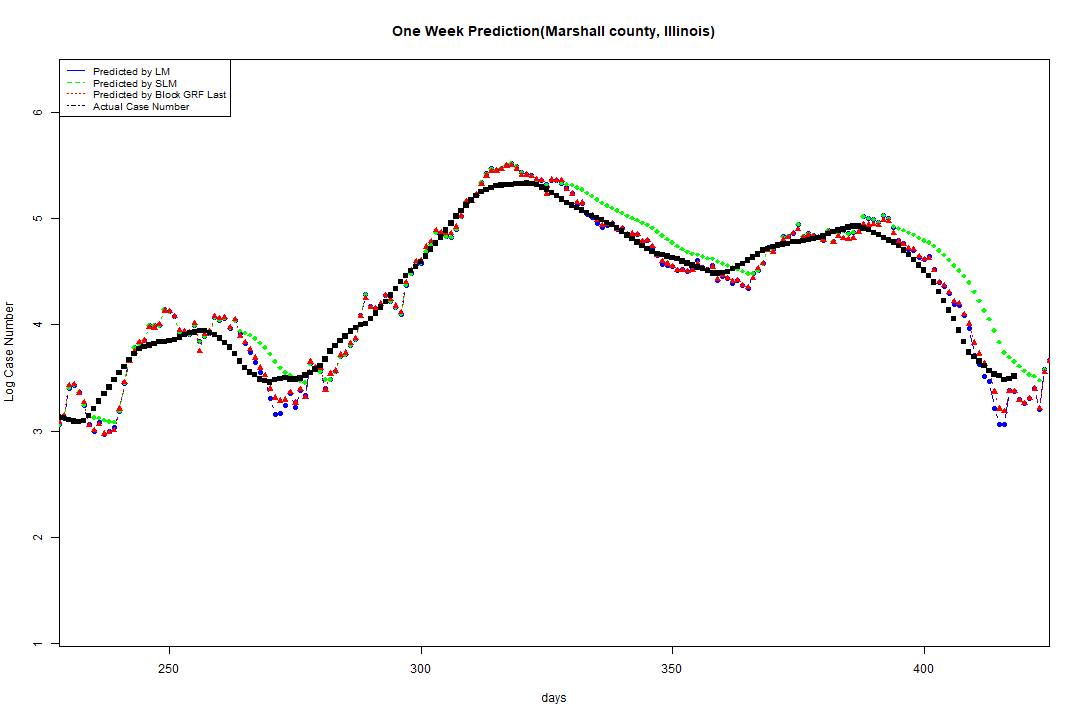 One Week Prediction(Marshall county, Illinois)
Predicted by LM
Predicted by SLM
Predicted by Block GRF Last
Actual Case Number
6
5
4
3
2
1
Log Case Number
250 300 350 400
days